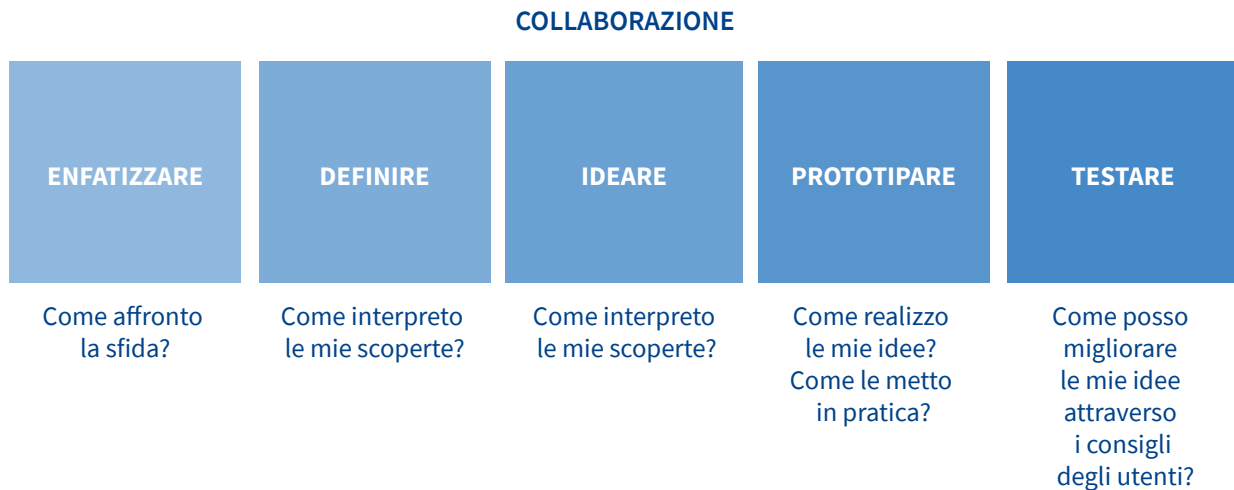 COLLABORAZIONE
ENFATIZZARE
DEFINIRE
IDEARE
PROTOTIPARE
TESTARE
Come affronto
la sfida?
Come interpreto
le mie scoperte?
Come interpreto
le mie scoperte?
Come realizzo
le mie idee?
Come le metto
in pratica?
Come posso
migliorare
le mie idee
attraverso
i consigli
degli utenti?